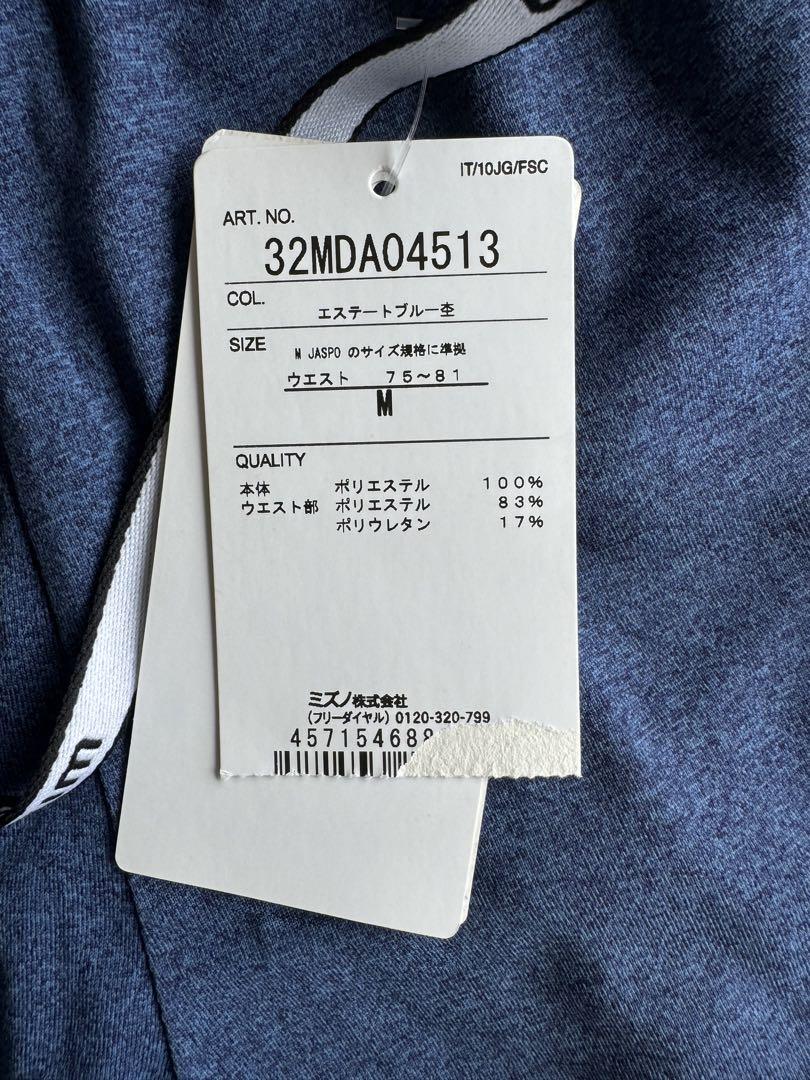 IT/10JG/FSC
ART. NO.
32MDA04513
COL.
エステートブルー杢
SIZE M JASPO のサイズ規格に準拠
ウエスト 75～81
M
QUALITY
本体 ポリエステル 100%
ウエスト部 ポリエステル 83%
ポリウレタン 17%
ミズノ株式会社
(フリーダイヤル) 0120-320-799
457154688